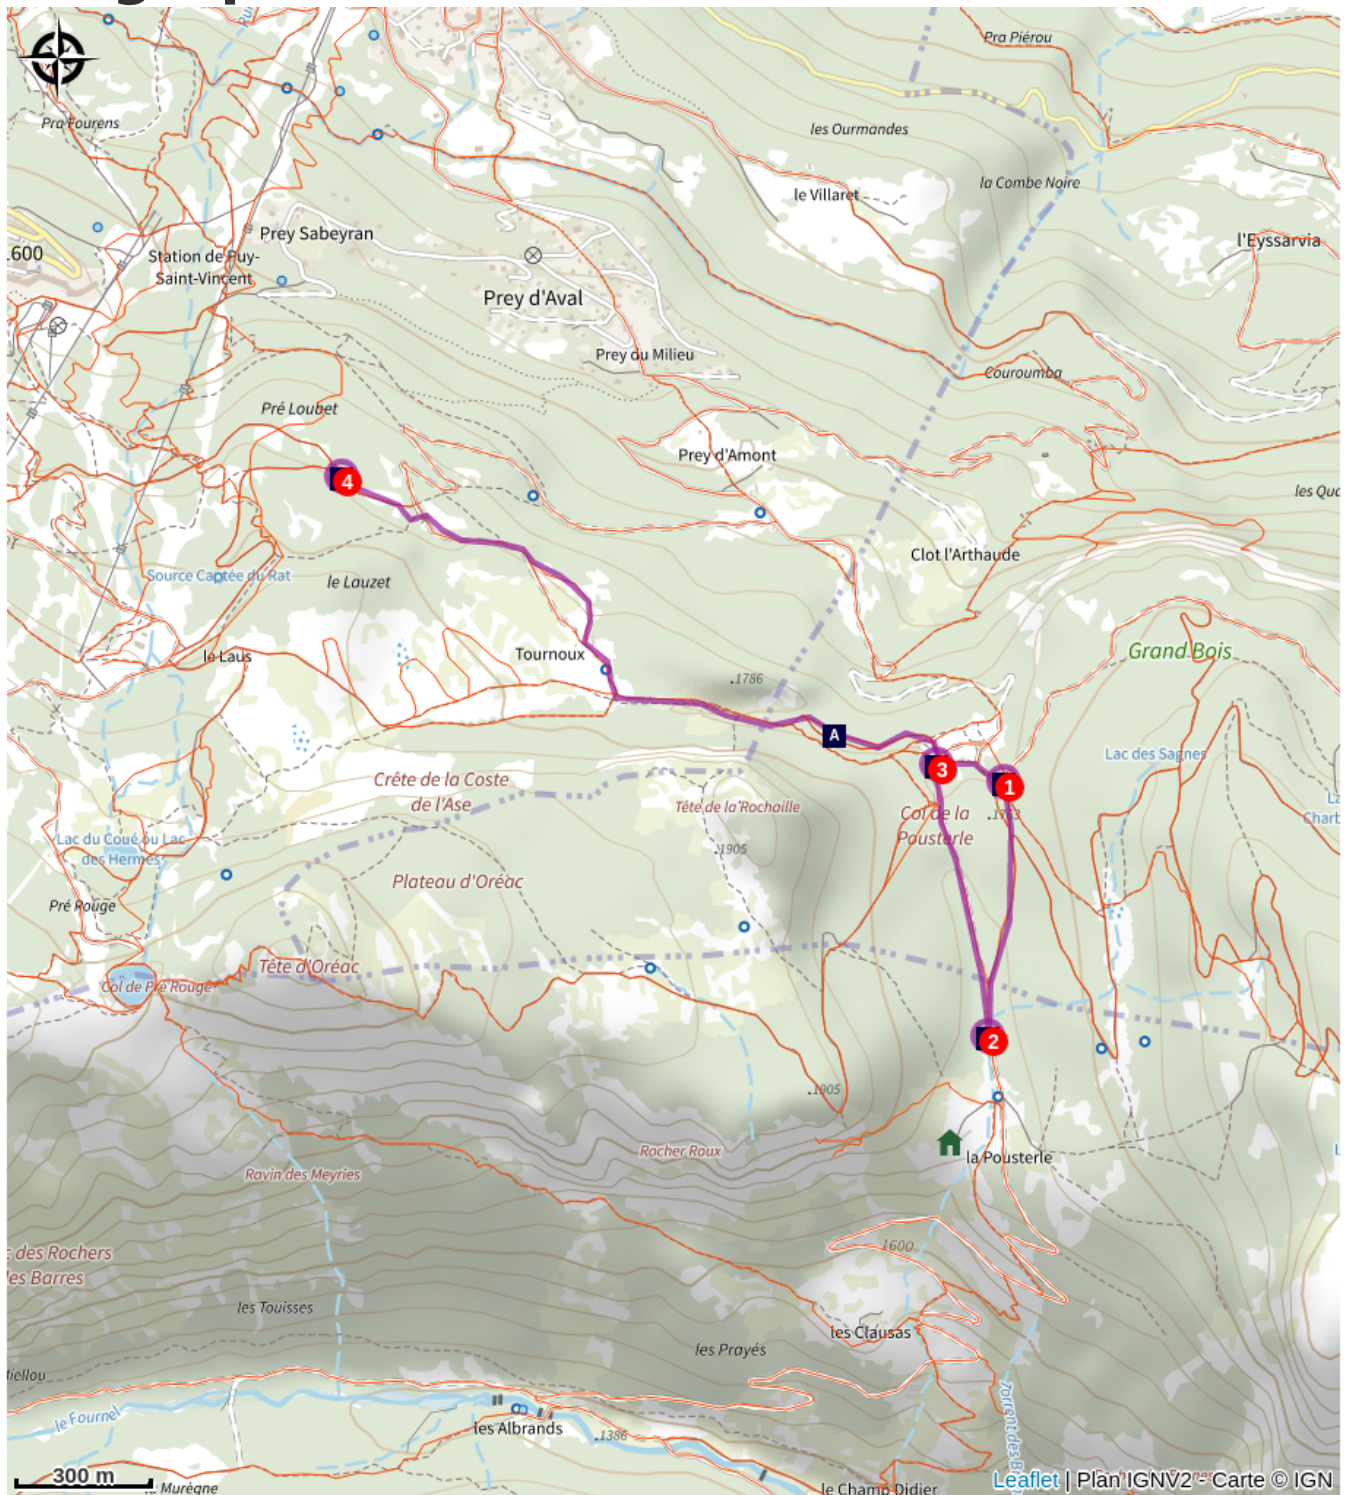 Pra Piérou
Pra Fourens
les Ourmandes
la Combe Noire
le Villaret
l'Eyssarvia
Prey Sabeyran
.600
Station de Puy-
Saint-Vincent
Prey d'Aval
Prey du Milieu
Couroumba
Pré Loubet
Prey d'Amont
4
les Qua
Clot l'Arthaude
Source Captée du Rat
le Lauzet
Grand Bois
le Laus
Tournoux
.1786
A
Lac des Sagnes
3
1
Crête de la Coste
de l'Ase
Tête de la Rochaille
Col de la
Pousterle
La
Charb
Lac du Coué ou Lac
des Hermes
.1905
Plateau d'Oréac
Pré Rouge
Tête d'Oréac
Col de Pré Rouge
2
.1905
Rocher Roux
la Pousterle
Ravin des Meyries
c des Rochers
les Barres
1600
les Touisses
les Clausas
les Prayés
le Fournel
les Albrands
.1386
Torrent des B
300 m
le Champ Didier
Leaflet | Plan IGNV2 - Carte © IGN